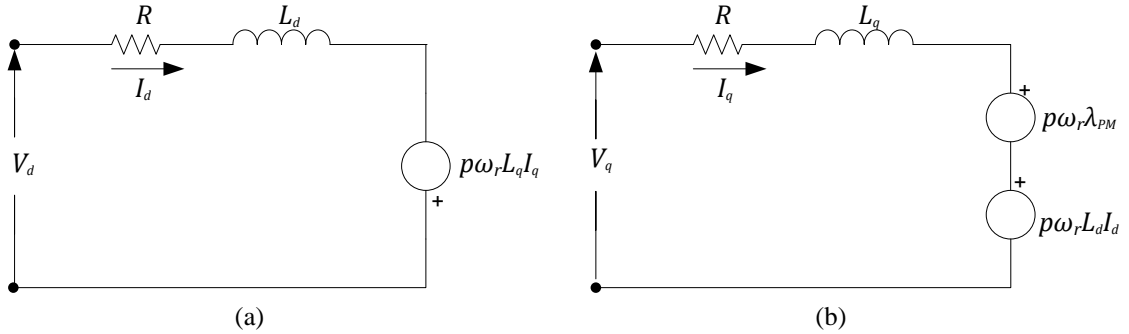 R
L_d
I_d
V_d
pω_rL_qI_q
+
(a)
R
L_q
I_q
V_q
+
pω_rλ_PM
+
pω_rL_dI_d
(b)